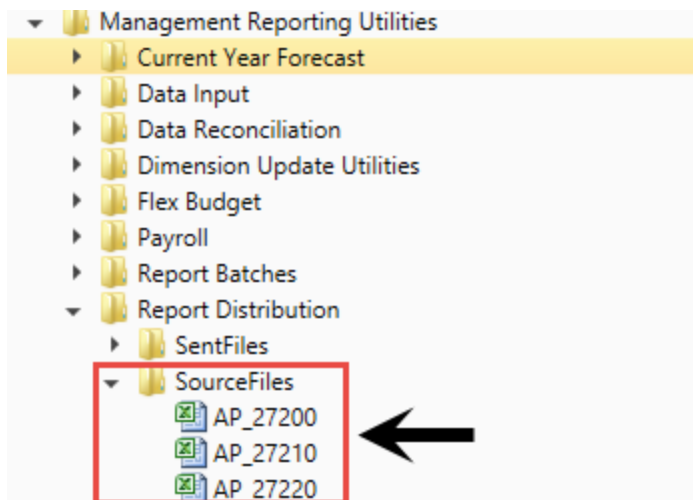 Management Reporting Utilities
Current Year Forecast
Data Input
Data Reconciliation
Dimension Update Utilities
Flex Budget
Payroll
Report Batches
Report Distribution
SentFiles
SourceFiles
AP_27200
AP_27210
AP_27220